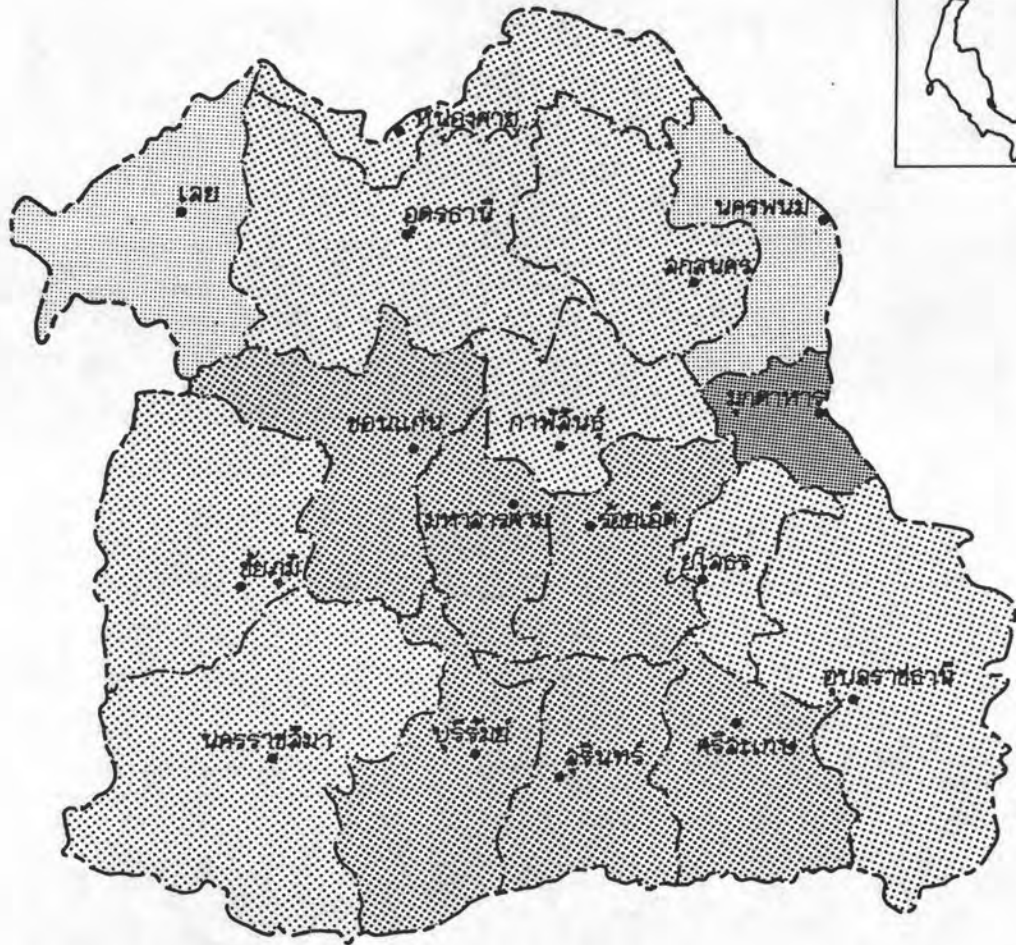 หนองคาย
เลย
อุดรธานี
นครพนม
สกลนคร
มุกดาหาร
ขอนแก่น
กาฬสินธุ์
มหาสารคาม
ร้อยเอ็ด
ชัยภูมิ
ยโสธร
อุบลราชธานี
นครราชสีมา
บุรีรัมย์
สุรินทร์
ศรีสะเกษ